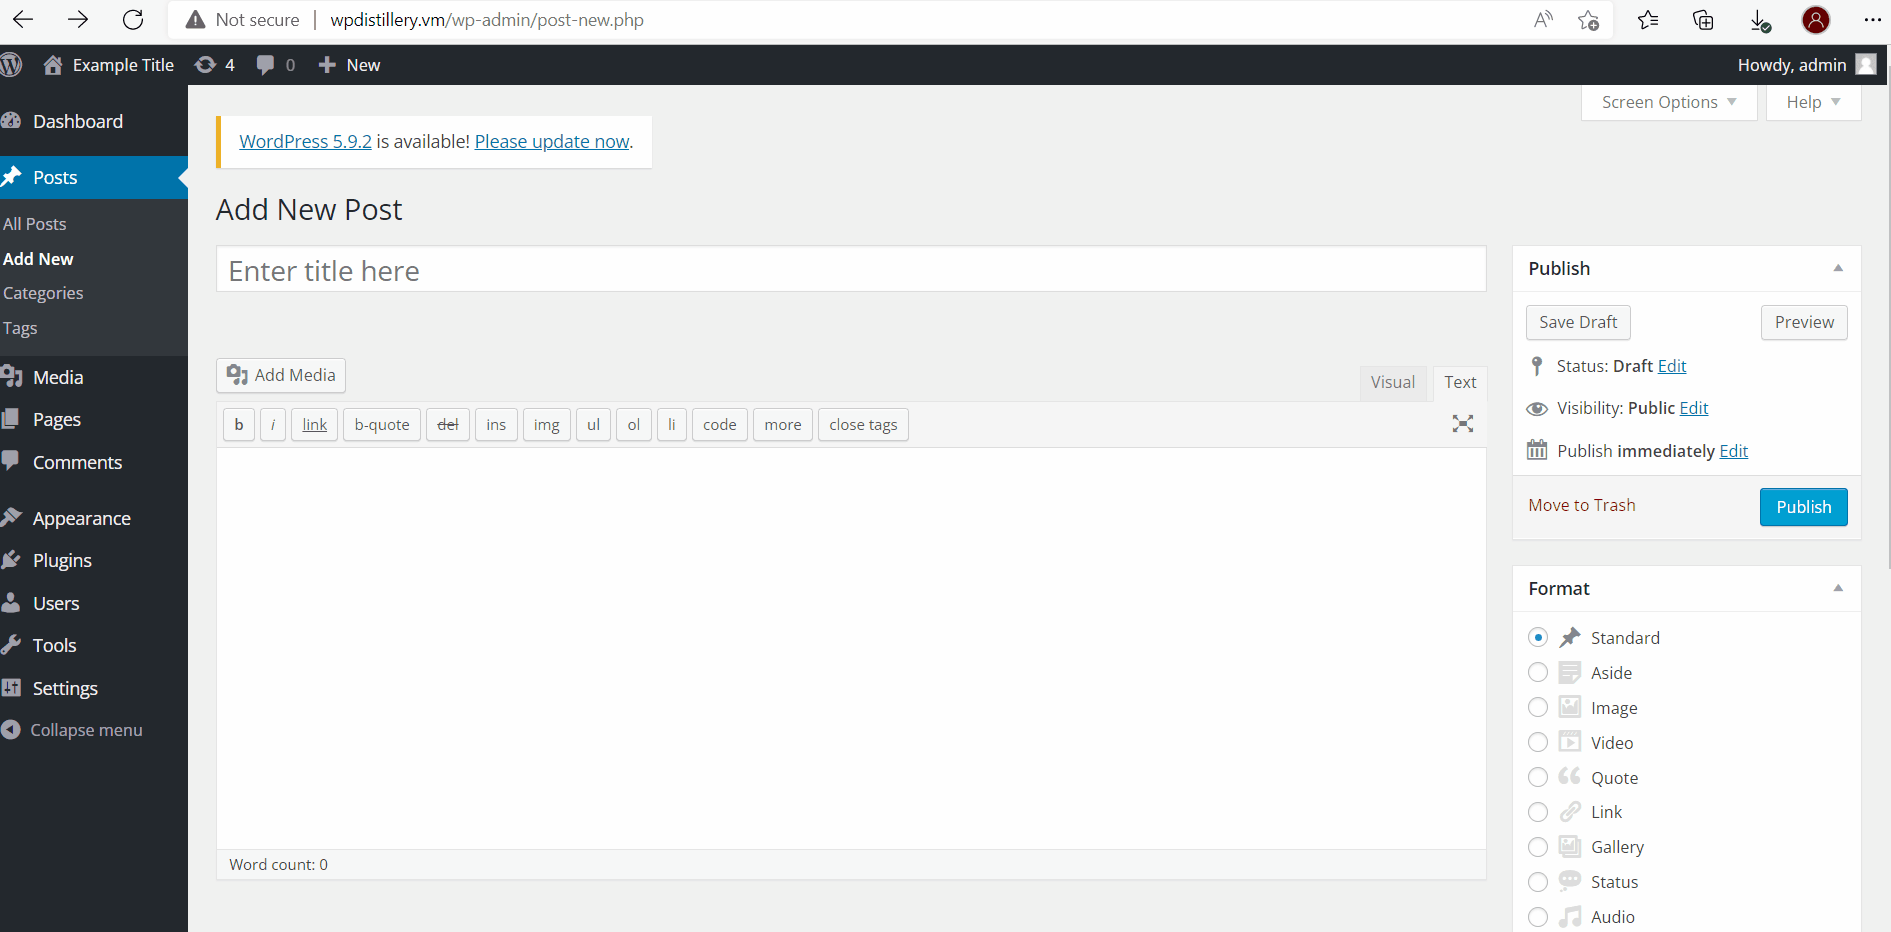 Not secure | wpdistillery.vm/wp-admin/post-new.php
Example Title 4 0 New Howdy, admin
Screen Options Help
Dashboard
Posts
All Posts
Add New
Categories
Tags
Media
Pages
Comments
Appearance
Plugins
Users
Tools
Settings
Collapse menu
WordPress 5.9.2 is available! Please update now.
Add New Post
Enter title here
Add Media
Visual Text
b i link b-quote del ins img ul ol li code more close tags
Word count: 0
Publish
Save Draft Preview
Status: Draft Edit
Visibility: Public Edit
Publish immediately Edit
Move to Trash Publish
Format
Standard
Aside
Image
Video
Quote
Link
Gallery
Status
Audio